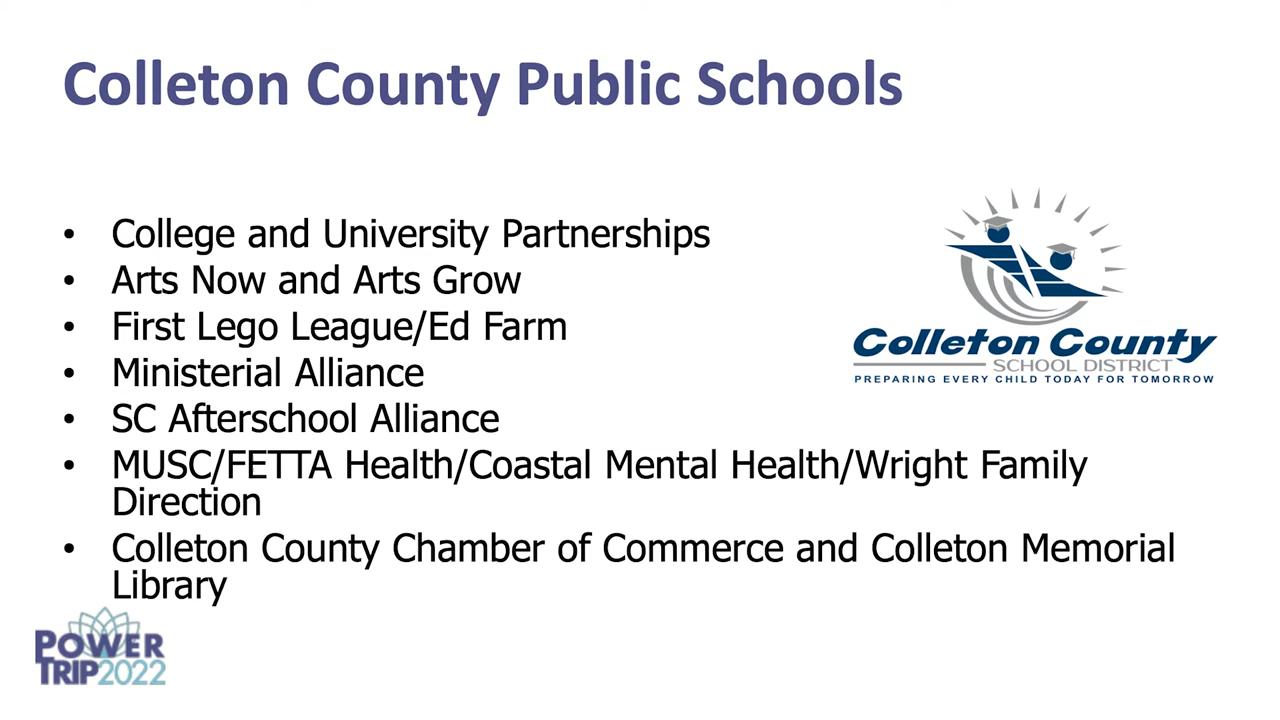 Colleton County Public Schools
• College and University Partnerships
• Arts Now and Arts Grow
• First Lego League/Ed Farm
• Ministerial Alliance
• SC Afterschool Alliance
• MUSC/FETTA Health/Coastal Mental Health/Wright Family
Direction
• Colleton County Chamber of Commerce and Colleton Memorial
Library
Colleton County
SCHOOL DISTRICT
PREPARING EVERY CHILD TODAY FOR TOMORROW
POWER
TRIP2022